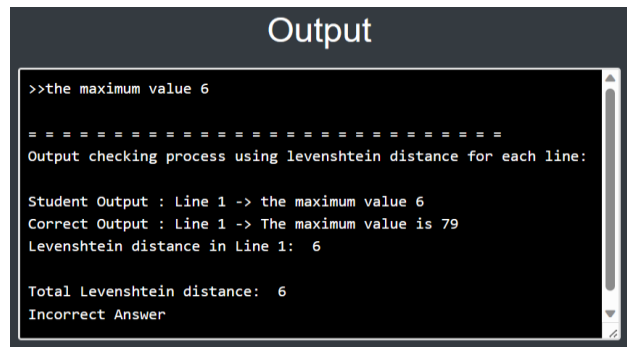 Output
>>the maximum value 6
= = = = = = = = = = = = = = = = = = = = = = = = = = = =
Output checking process using levenshtein distance for each line:
Student Output : Line 1 -> the maximum value 6
Correct Output : Line 1 -> The maximum value is 79
Levenshtein distance in Line 1:  6
Total Levenshtein distance:  6
Incorrect Answer